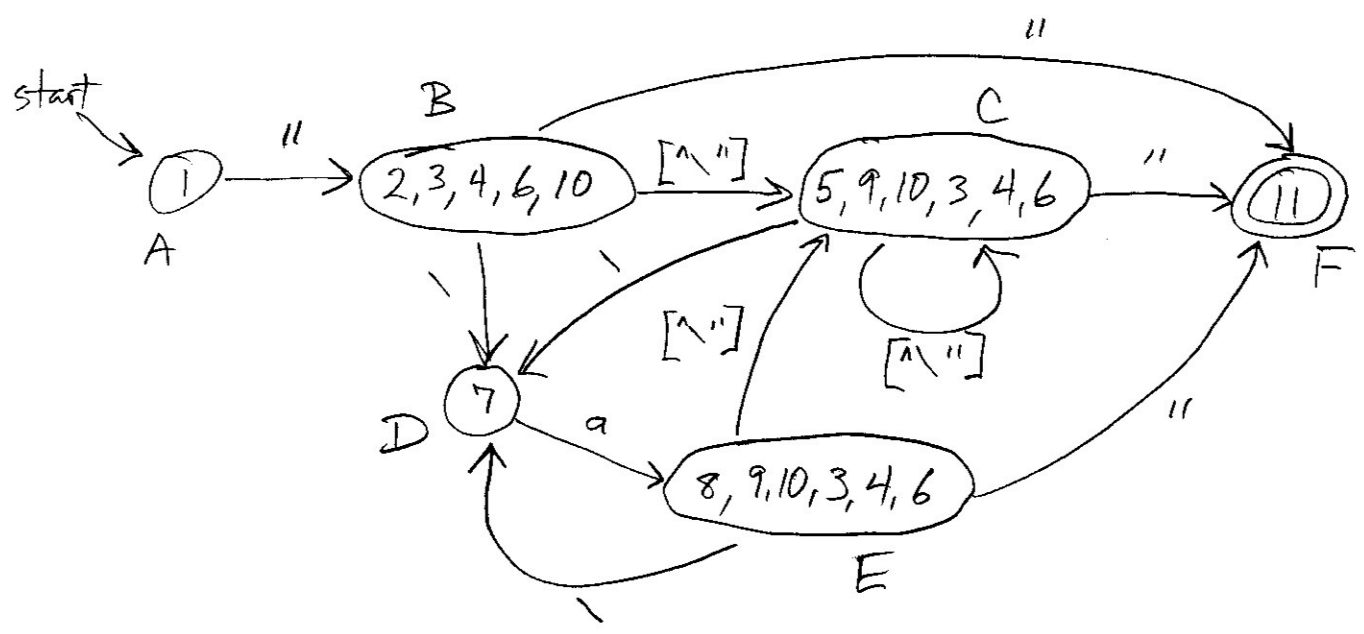 start
"
B
"
C
1
2,3,4,6,10
[^\"]
5,9,10,3,4,6
"
11
A
F
\
\
[^\"]
[^\"]
7
D
a
"
8,9,10,3,4,6
E
\